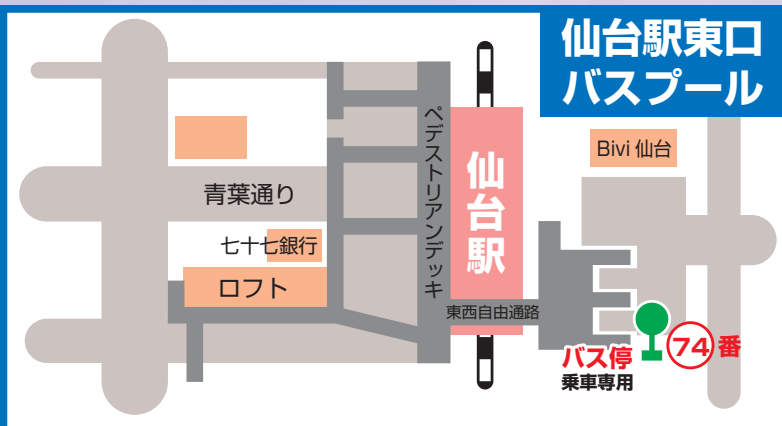 仙台駅東口
バスプール
ペデストリアンデッキ
仙台駅
Bivi 仙台
青葉通り
七十七銀行
ロフト
東西自由通路
74番
バス停
乗車専用